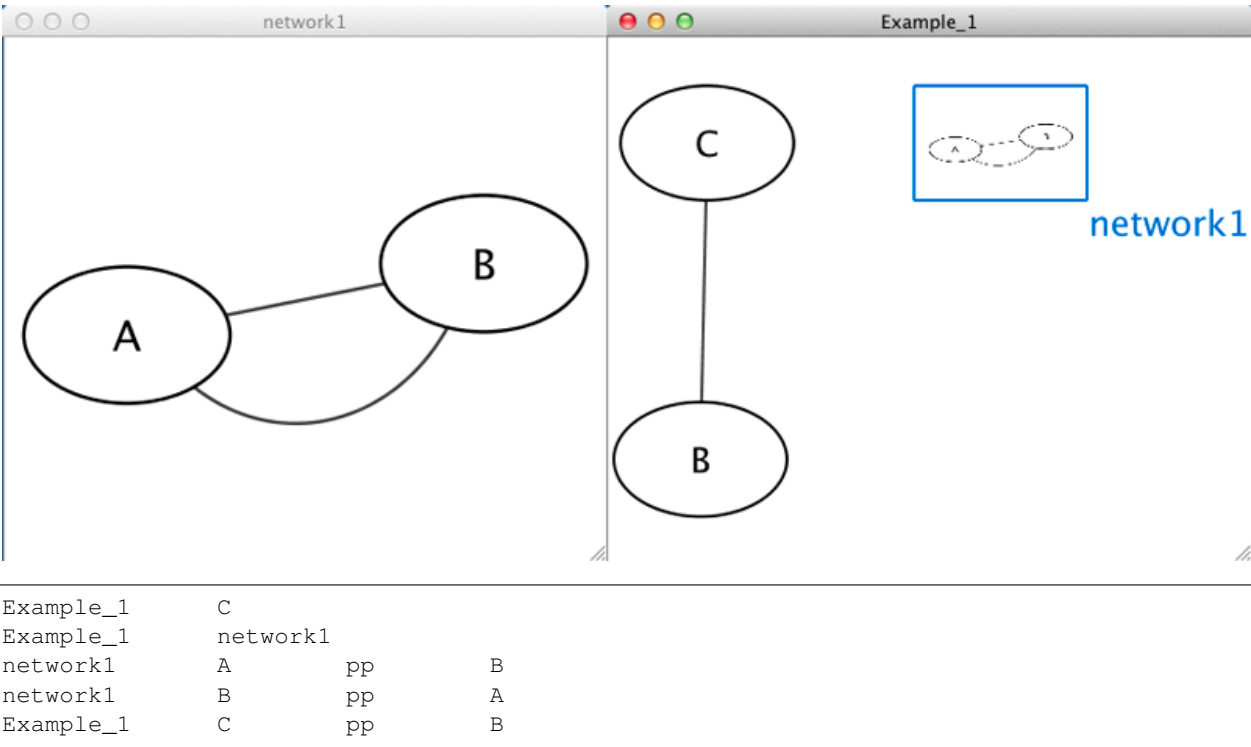 network1
Example_1
A
B
C
A
network1
B
Example_1 C
Example_1 network1
network1 A pp B
network1 B pp A
Example_1 C pp B